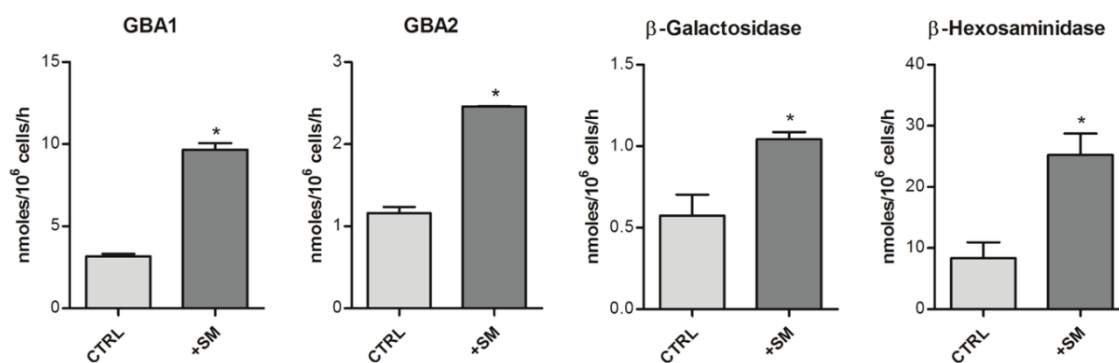 GBA1
nmoles/10⁶ cells/h
15
10
5
0
*
CTRL
+SM
GBA2
nmoles/10⁶ cells/h
3
2
1
0
*
CTRL
+SM
β-Galactosidase
nmoles/10⁶ cells/h
1.5
1.0
0.5
0.0
*
CTRL
+SM
β-Hexosaminidase
nmoles/10⁶ cells/h
40
30
20
10
0
*
CTRL
+SM